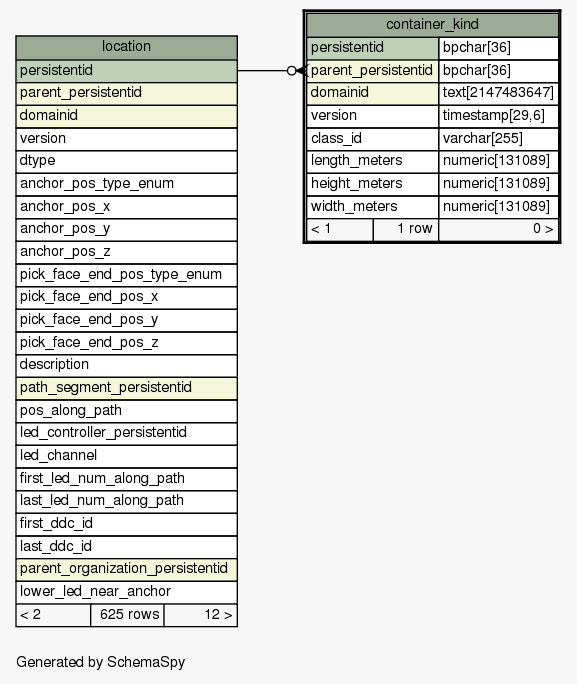 location
persistentid
parent_persistentid
domainid
version
dtype
anchor_pos_type_enum
anchor_pos_x
anchor_pos_y
anchor_pos_z
pick_face_end_pos_type_enum
pick_face_end_pos_x
pick_face_end_pos_y
pick_face_end_pos_z
description
path_segment_persistentid
pos_along_path
led_controller_persistentid
led_channel
first_led_num_along_path
last_led_num_along_path
first_ddc_id
last_ddc_id
parent_organization_persistentid
lower_led_near_anchor
< 2 625 rows 12 >
container_kind
persistentid bpchar[36]
parent_persistentid bpchar[36]
domainid text[2147483647]
version timestamp[29,6]
class_id varchar[255]
length_meters numeric[131089]
height_meters numeric[131089]
width_meters numeric[131089]
< 1 1 row 0 >
Generated by SchemaSpy